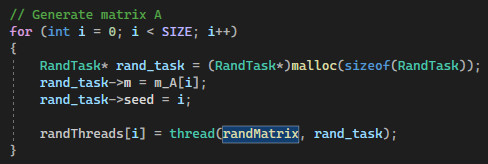 // Generate matrix A
for (int i = 0; i < SIZE; i++)
{
RandTask* rand_task = (RandTask*)malloc(sizeof(RandTask));
rand_task->m = m_A[i];
rand_task->seed = i;
randThreads[i] = thread(randMatrix, rand_task);
}